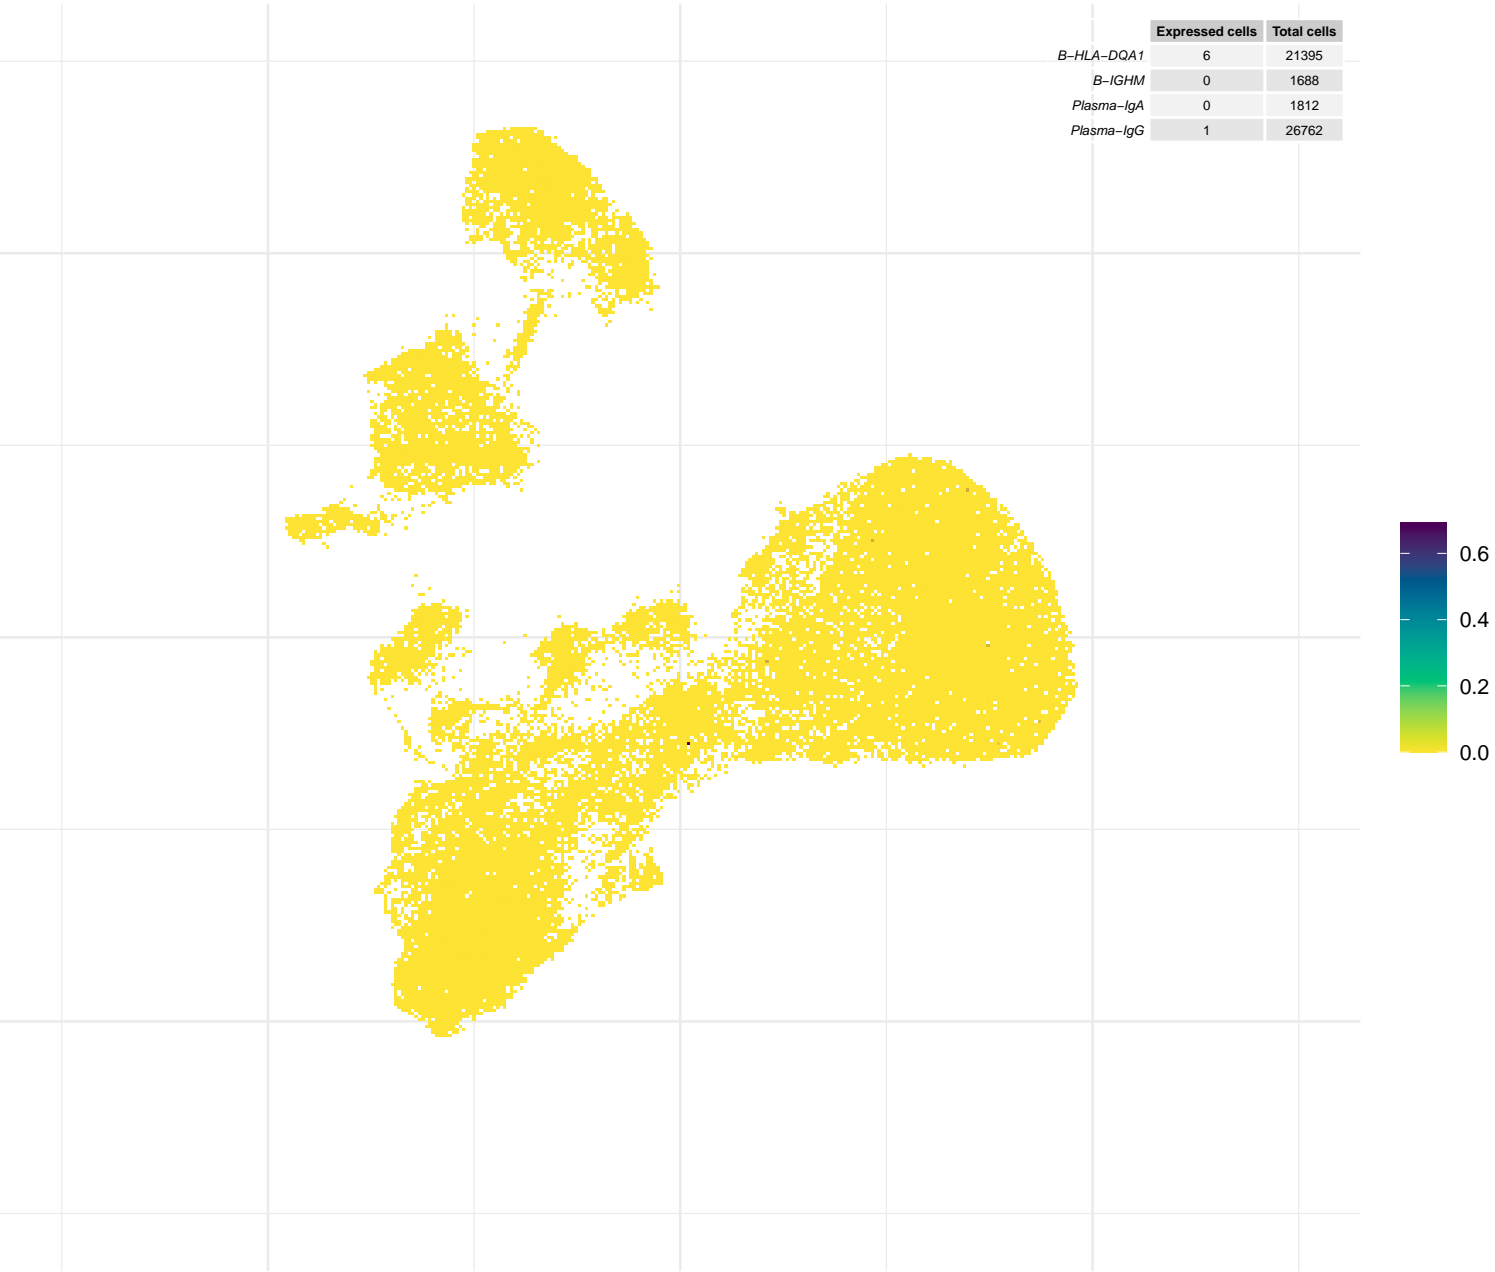 Expressed cells Total cells
B−HLA−DQA1 6 21395
B−IGHM 0 1688
Plasma−IgA 0 1812
Plasma−IgG 1 26762
0.6
0.4
0.2
0.0